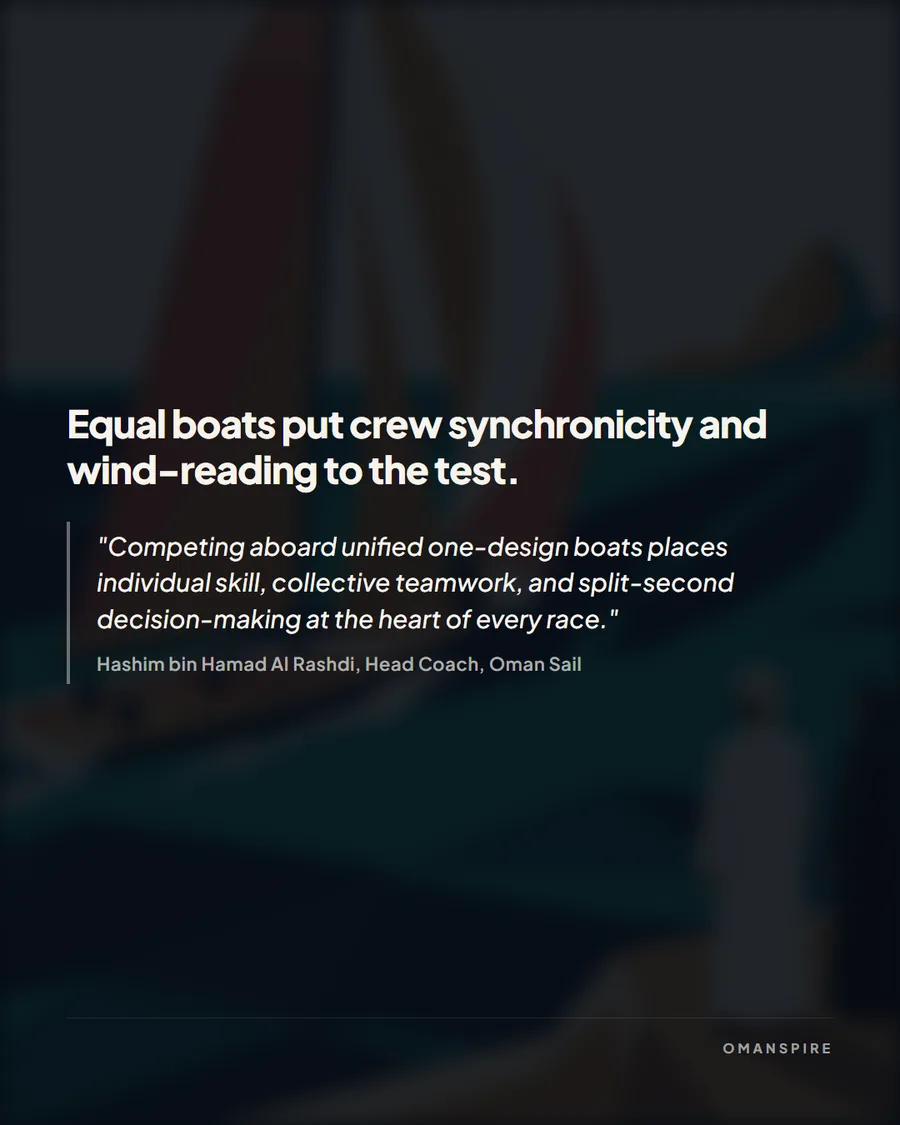 Equal boats put crew synchronicity and
wind-reading to the test.
"Competing aboard unified one-design boats places
individual skill, collective teamwork, and split-second
decision-making at the heart of every race."
Hashim bin Hamad Al Rashdi, Head Coach, Oman Sail
OMANSPIRE